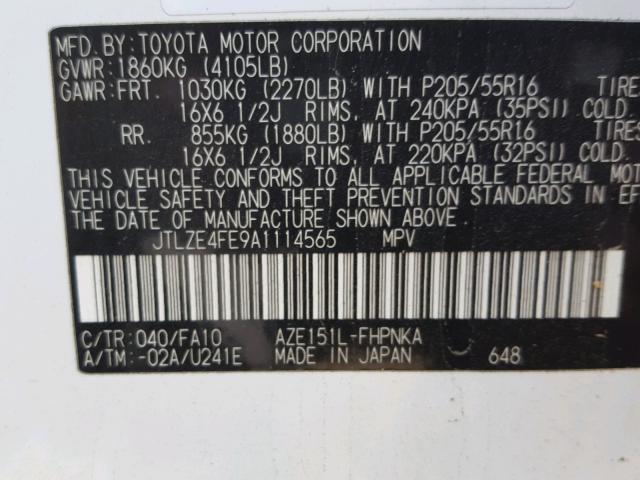 MFD.BY:TOYOTA MOTOR CORPORATION
GVWR:1860KG (4105LB)
GAWR:FRT. 1030KG (2270LB) WITH P205/55R16 TIRES
16X6 1/2J RIMS, AT 240KPA (35PSI) COLD.
RR. 855KG (1880LB) WITH P205/55R16 TIRES
16X6 1/2J RIMS, AT 220KPA (32PSI) COLD.
THIS VEHICLE CONFORMS TO ALL APPLICABLE FEDERAL MOT
VEHICLE SAFETY AND THEFT PREVENTION STANDARDS IN EF
THE DATE OF MANUFACTURE SHOWN ABOVE.
JTLZE4FE9A1114565 MPV
C/TR:040/FA10 AZE151L-FHPNKA
A/TM:-02A/U241E MADE IN JAPAN 648